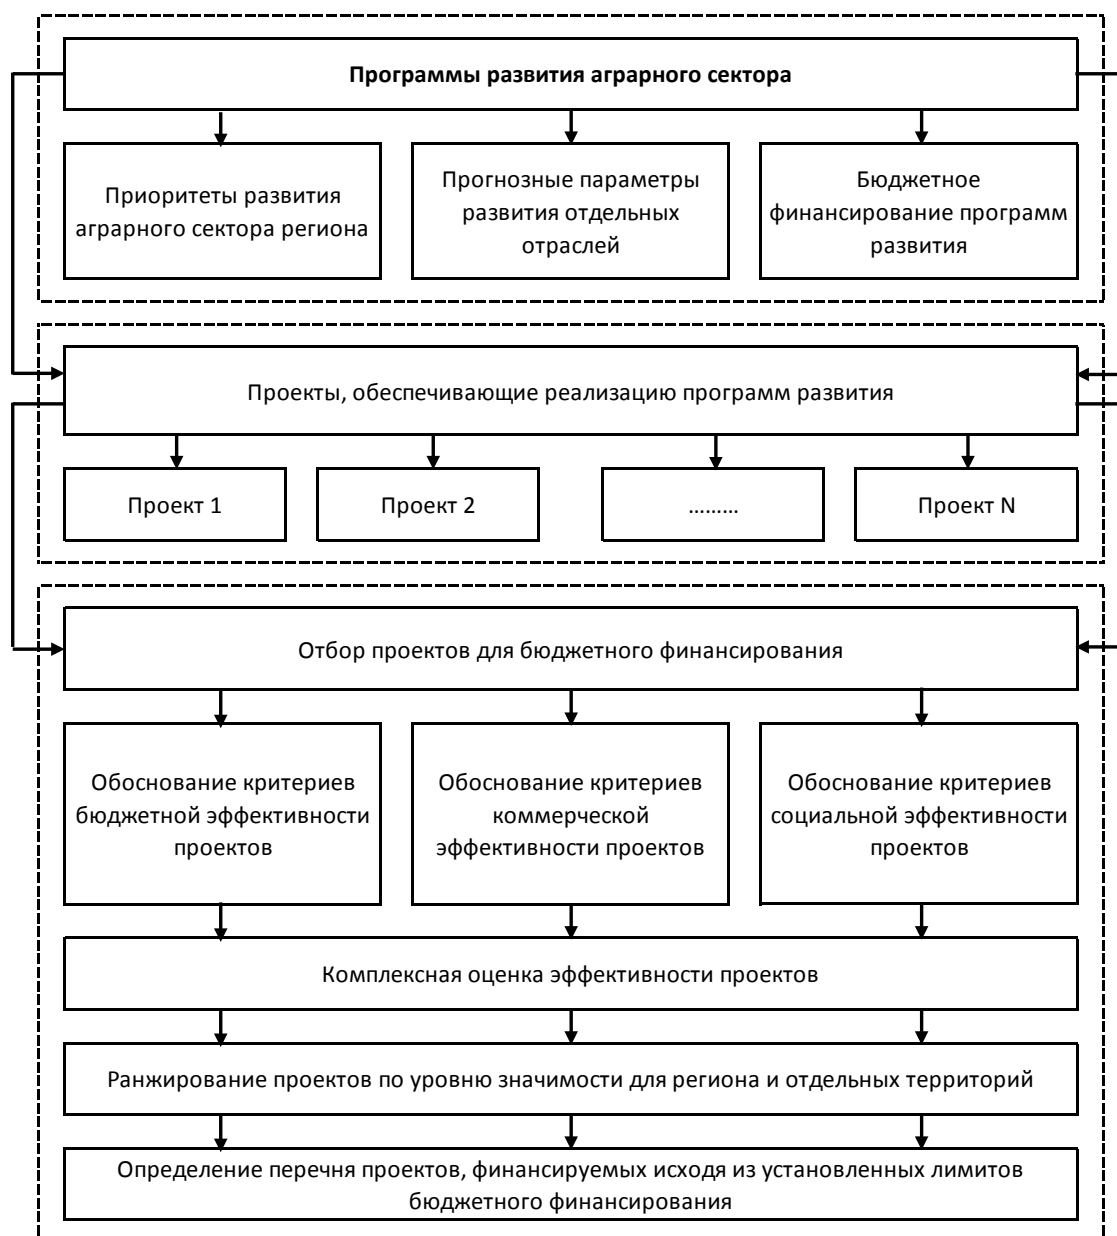 Программы развития аграрного сектора
Приоритеты развития
аграрного сектора региона
Прогнозные параметры
развития отдельных
отраслей
Бюджетное
финансирование программ
развития
Проекты, обеспечивающие реализацию программ развития
Проект 1
Проект 2
………
Проект N
Отбор проектов для бюджетного финансирования
Обоснование критериев
бюджетной эффективности
проектов
Обоснование критериев
коммерческой
эффективности проектов
Обоснование критериев
социальной эффективности
проектов
Комплексная оценка эффективности проектов
Ранжирование проектов по уровню значимости для региона и отдельных территорий
Определение перечня проектов, финансируемых исходя из установленных лимитов
бюджетного финансирования